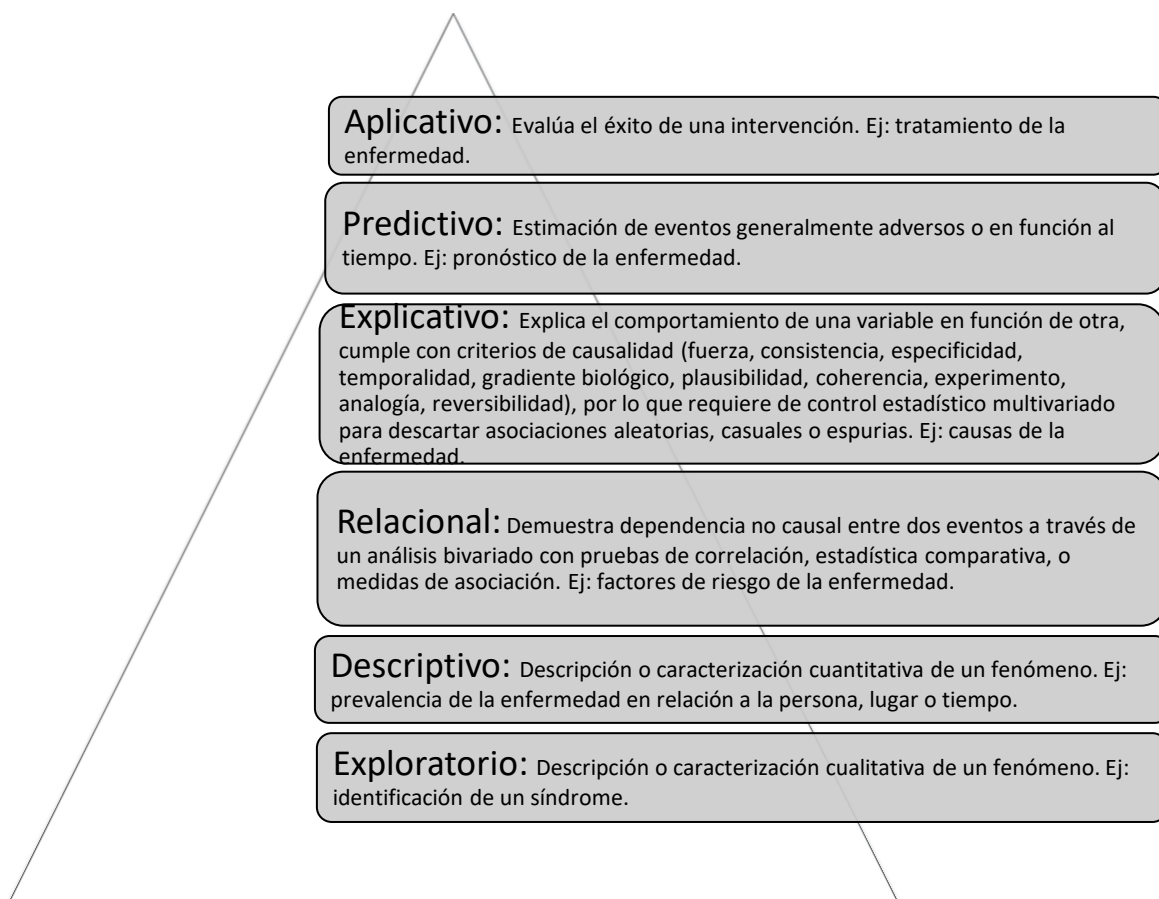 Aplicativo: Evalúa el éxito de una intervención. Ej: tratamiento de la
enfermedad.
Predictivo: Estimación de eventos generalmente adversos o en función al
tiempo. Ej: pronóstico de la enfermedad.
Explicativo: Explica el comportamiento de una variable en función de otra,
cumple con criterios de causalidad (fuerza, consistencia, especificidad,
temporalidad, gradiente biológico, plausibilidad, coherencia, experimento,
analogía, reversibilidad), por lo que requiere de control estadístico multivariado
para descartar asociaciones aleatorias, casuales o espurias. Ej: causas de la
enfermedad.
Relacional: Demuestra dependencia no causal entre dos eventos a través de
un análisis bivariado con pruebas de correlación, estadística comparativa, o
medidas de asociación. Ej: factores de riesgo de la enfermedad.
Descriptivo: Descripción o caracterización cuantitativa de un fenómeno. Ej:
prevalencia de la enfermedad en relación a la persona, lugar o tiempo.
Exploratorio: Descripción o caracterización cualitativa de un fenómeno. Ej:
identificación de un síndrome.